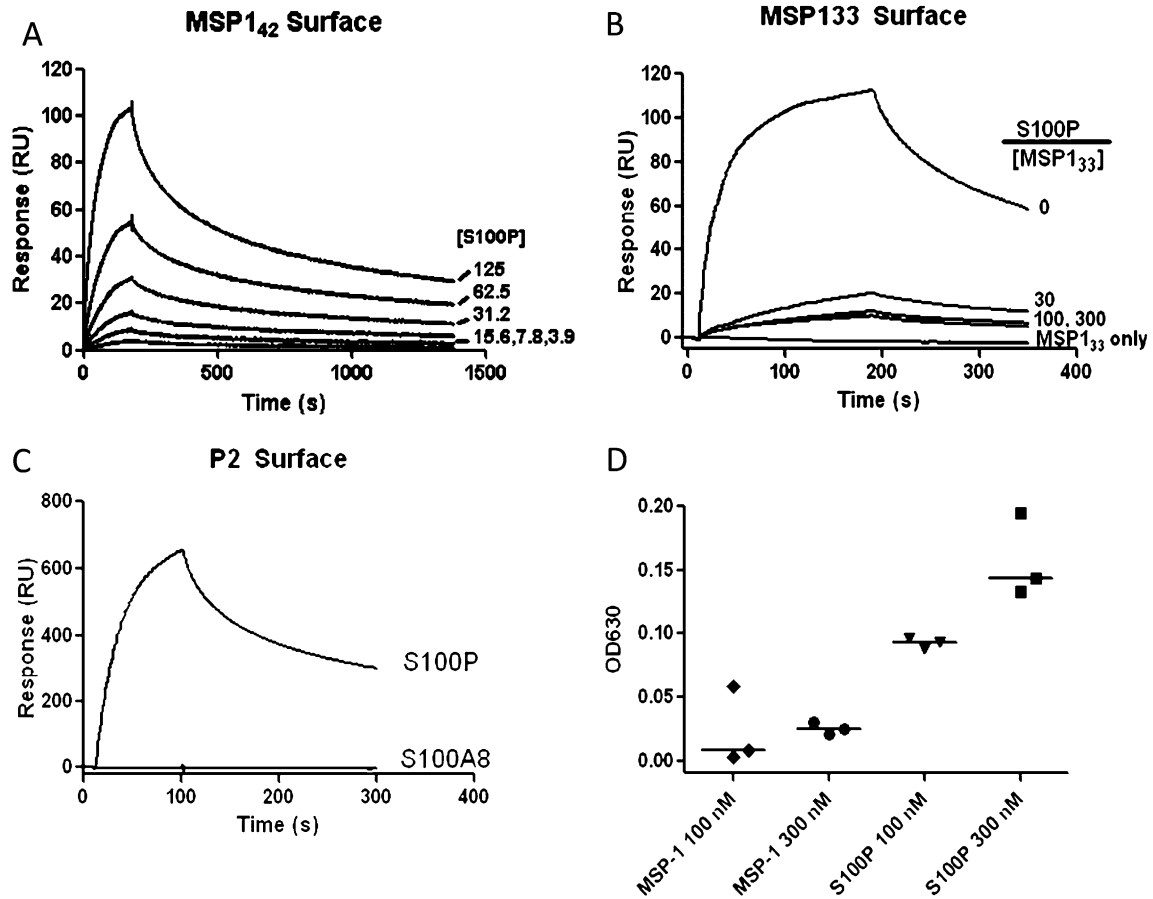 A
MSP1₄₂ Surface
Response (RU)
120
100
80
60
40
20
0
0
500
1000
1500
Time (s)
[S100P]
125
62.5
31.2
15.6,7.8,3.9
B
MSP133 Surface
Response (RU)
120
100
80
60
40
20
0
0
100
200
300
400
Time (s)
S100P
[MSP1₃₃]
0
30
100, 300
MSP1₃₃ only
C
P2 Surface
Response (RU)
800
600
400
200
0
0
100
200
300
400
Time (s)
S100P
S100A8
D
OD630
0.20
0.15
0.10
0.05
0.00
MSP-1 100 nM
MSP-1 300 nM
S100P 100 nM
S100P 300 nM